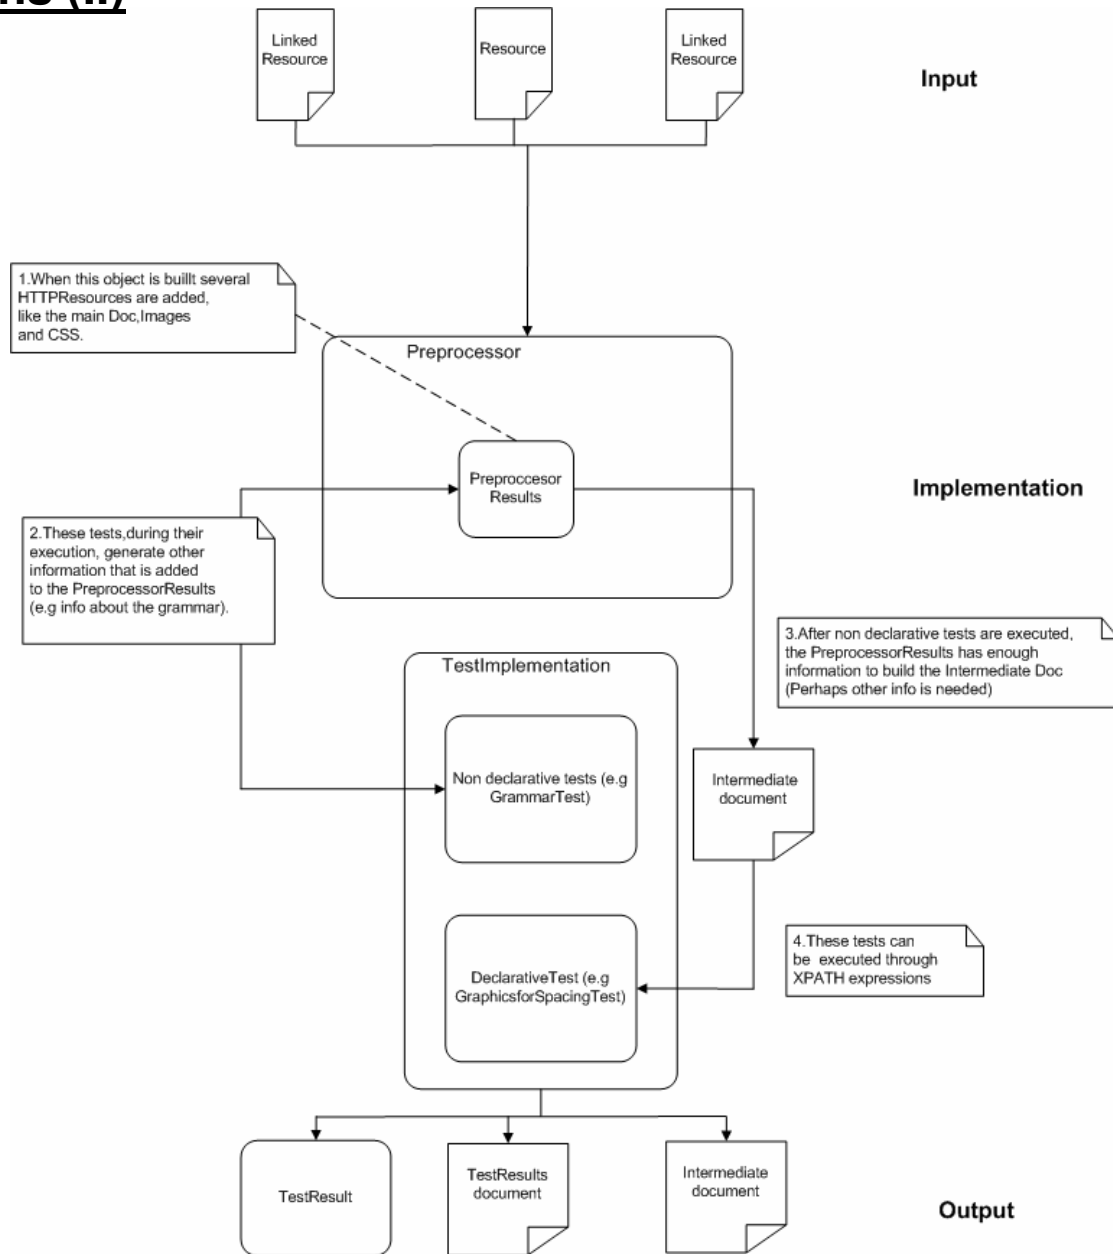 Linked
Resource
Resource
Linked
Resource
Input
1.When this object is buillt several
HTTPResources are added,
like the main Doc,Images
and CSS.
Preprocessor
Preproccesor
Results
Implementation
2.These tests,during their
execution, generate other
information that is added
to the PreprocessorResults
(e.g info about the grammar).
3.After non declarative tests are executed,
the PreprocessorResults has enough
information to build the Intermediate Doc
(Perhaps other info is needed)
TestImplementation
Non declarative tests (e.g
GrammarTest)
Intermediate
document
4.These tests can
be executed through
XPATH expressions
DeclarativeTest (e.g
GraphicsforSpacingTest)
TestResult
TestResults
document
Intermediate
document
Output